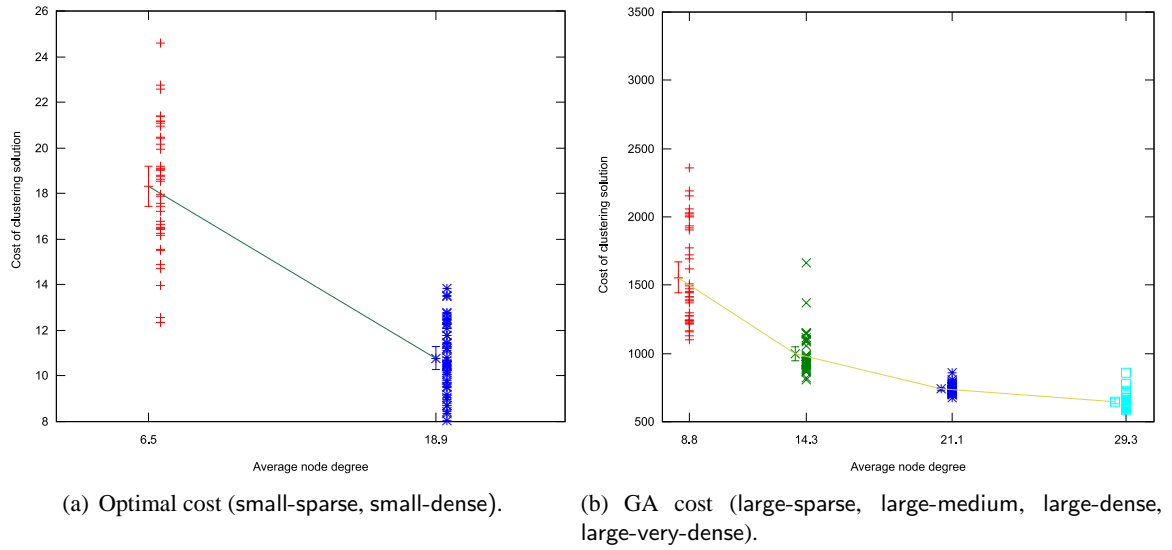 26
24
22
20
18
16
14
12
10
8
Cost of clustering solution
6.5 18.9
Average node degree
(a) Optimal cost (small-sparse, small-dense).
3500
3000
2500
2000
1500
1000
500
Cost of clustering solution
8.8 14.3 21.1 29.3
Average node degree
(b) GA cost (large-sparse, large-medium, large-dense,
large-very-dense).